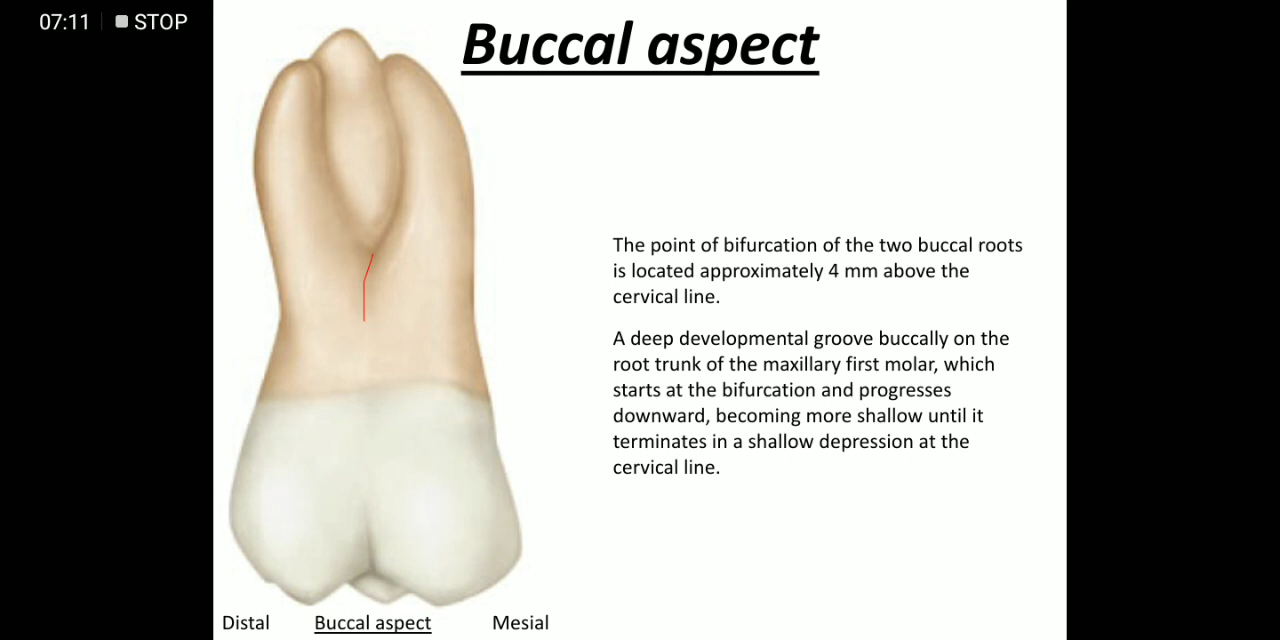 07:11 STOP
Buccal aspect
The point of bifurcation of the two buccal roots
is located approximately 4 mm above the
cervical line.
A deep developmental groove buccally on the
root trunk of the maxillary first molar, which
starts at the bifurcation and progresses
downward, becoming more shallow until it
terminates in a shallow depression at the
cervical line.
Distal Buccal aspect Mesial